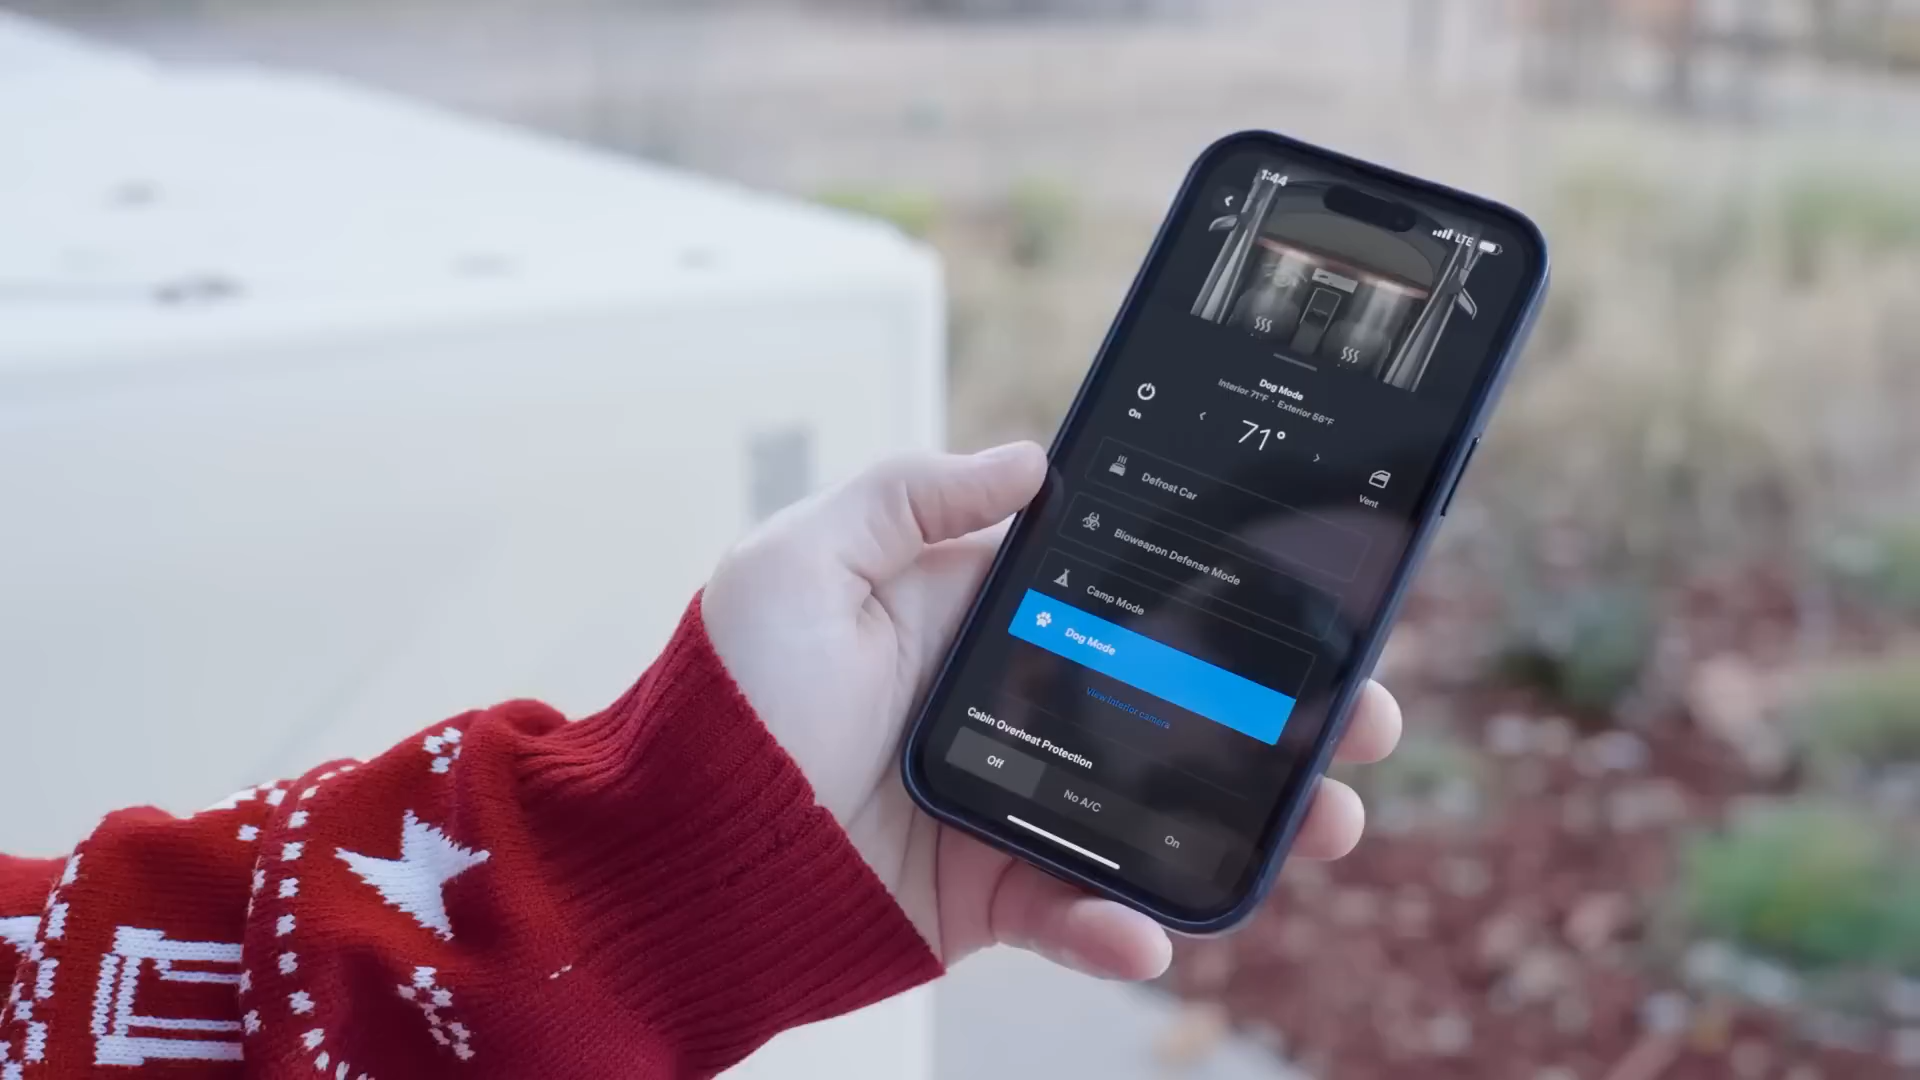 1:44
LTE
Dog Mode
Interior 71°F · Exterior 56°F
On
71°
Vent
Defrost Car
Bioweapon Defense Mode
Camp Mode
Dog Mode
View interior camera
Cabin Overheat Protection
Off
No A/C
On